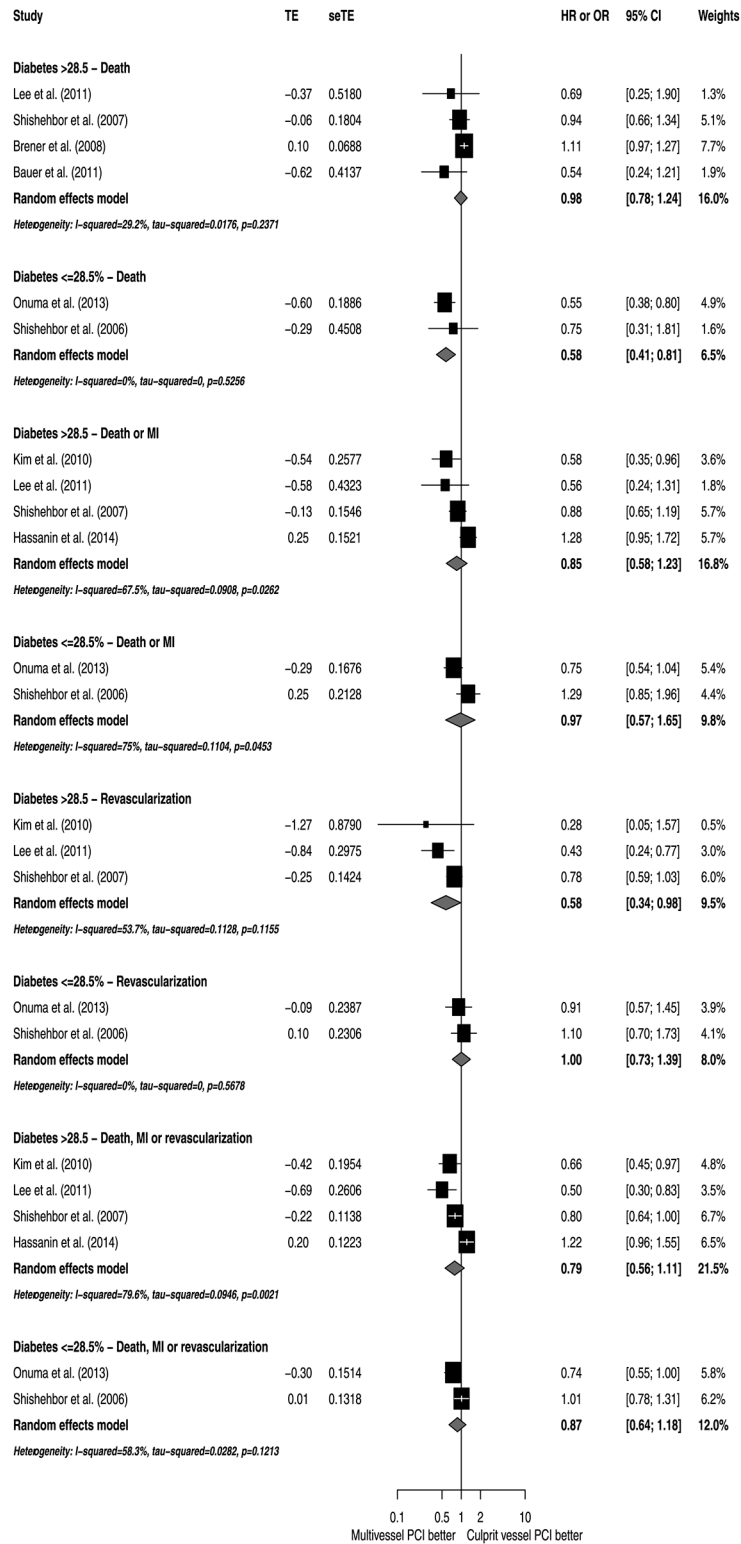 Study TE seTE HR or OR 95% CI Weights
Diabetes >28.5 − Death
Lee et al. (2011) −0.37 0.5180 0.69 [0.25; 1.90] 1.3%
Shishehbor et al. (2007) −0.06 0.1804 0.94 [0.66; 1.34] 5.1%
Brener et al. (2008) 0.10 0.0688 1.11 [0.97; 1.27] 7.7%
Bauer et al. (2011) −0.62 0.4137 0.54 [0.24; 1.21] 1.9%
Random effects model 0.98 [0.78; 1.24] 16.0%
Heterogeneity: I−squared=29.2%, tau−squared=0.0176, p=0.2371
Diabetes <=28.5% − Death
Onuma et al. (2013) −0.60 0.1886 0.55 [0.38; 0.80] 4.9%
Shishehbor et al. (2006) −0.29 0.4508 0.75 [0.31; 1.81] 1.6%
Random effects model 0.58 [0.41; 0.81] 6.5%
Heterogeneity: I−squared=0%, tau−squared=0, p=0.5256
Diabetes >28.5 − Death or MI
Kim et al. (2010) −0.54 0.2577 0.58 [0.35; 0.96] 3.6%
Lee et al. (2011) −0.58 0.4323 0.56 [0.24; 1.31] 1.8%
Shishehbor et al. (2007) −0.13 0.1546 0.88 [0.65; 1.19] 5.7%
Hassanin et al. (2014) 0.25 0.1521 1.28 [0.95; 1.72] 5.7%
Random effects model 0.85 [0.58; 1.23] 16.8%
Heterogeneity: I−squared=67.5%, tau−squared=0.0908, p=0.0262
Diabetes <=28.5% − Death or MI
Onuma et al. (2013) −0.29 0.1676 0.75 [0.54; 1.04] 5.4%
Shishehbor et al. (2006) 0.25 0.2128 1.29 [0.85; 1.96] 4.4%
Random effects model 0.97 [0.57; 1.65] 9.8%
Heterogeneity: I−squared=75%, tau−squared=0.1104, p=0.0453
Diabetes >28.5 − Revascularization
Kim et al. (2010) −1.27 0.8790 0.28 [0.05; 1.57] 0.5%
Lee et al. (2011) −0.84 0.2975 0.43 [0.24; 0.77] 3.0%
Shishehbor et al. (2007) −0.25 0.1424 0.78 [0.59; 1.03] 6.0%
Random effects model 0.58 [0.34; 0.98] 9.5%
Heterogeneity: I−squared=53.7%, tau−squared=0.1128, p=0.1155
Diabetes <=28.5% − Revascularization
Onuma et al. (2013) −0.09 0.2387 0.91 [0.57; 1.45] 3.9%
Shishehbor et al. (2006) 0.10 0.2306 1.10 [0.70; 1.73] 4.1%
Random effects model 1.00 [0.73; 1.39] 8.0%
Heterogeneity: I−squared=0%, tau−squared=0, p=0.5678
Diabetes >28.5 − Death, MI or revascularization
Kim et al. (2010) −0.42 0.1954 0.66 [0.45; 0.97] 4.8%
Lee et al. (2011) −0.69 0.2606 0.50 [0.30; 0.83] 3.5%
Shishehbor et al. (2007) −0.22 0.1138 0.80 [0.64; 1.00] 6.7%
Hassanin et al. (2014) 0.20 0.1223 1.22 [0.96; 1.55] 6.5%
Random effects model 0.79 [0.56; 1.11] 21.5%
Heterogeneity: I−squared=79.6%, tau−squared=0.0946, p=0.0021
Diabetes <=28.5% − Death, MI or revascularization
Onuma et al. (2013) −0.30 0.1514 0.74 [0.55; 1.00] 5.8%
Shishehbor et al. (2006) 0.01 0.1318 1.01 [0.78; 1.31] 6.2%
Random effects model 0.87 [0.64; 1.18] 12.0%
Heterogeneity: I−squared=58.3%, tau−squared=0.0282, p=0.1213
0.1 0.5 1 2 10
Multivessel PCI better Culprit vessel PCI better